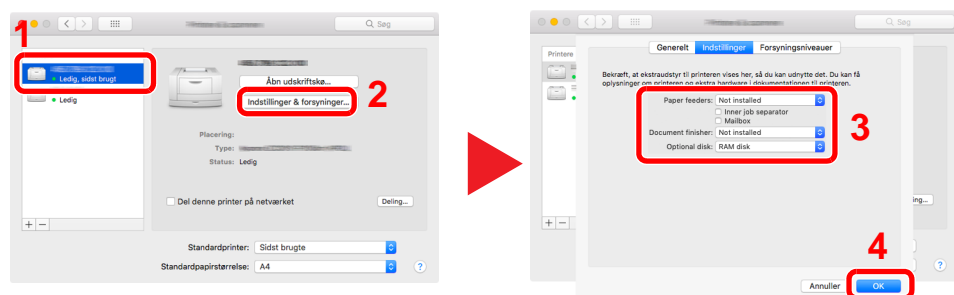 1
Søg
Ledig, sidst brugt
Ledig
Åbn udskriftskø...
Indstillinger & forsyninger...
2
Placering:
Type:
Status: Ledig
Del denne printer på netværket
Deling...
+ −
Standardprinter: Sidst brugte
Standardpapirstørrelse: A4
?
Søg
Printere
Generelt Indstillinger Forsyningsniveauer
Bekræft, at ekstraudstyr til printeren vises her, så du kan udnytte det. Du kan få
oplysninger om printeren og ekstra hardware i dokumentationen til printeren.
Paper feeders: Not installed
Inner job separator
Mailbox
Document finisher: Not installed
Optional disk: RAM disk
3
ing...
+ −
4
?
Annuller OK